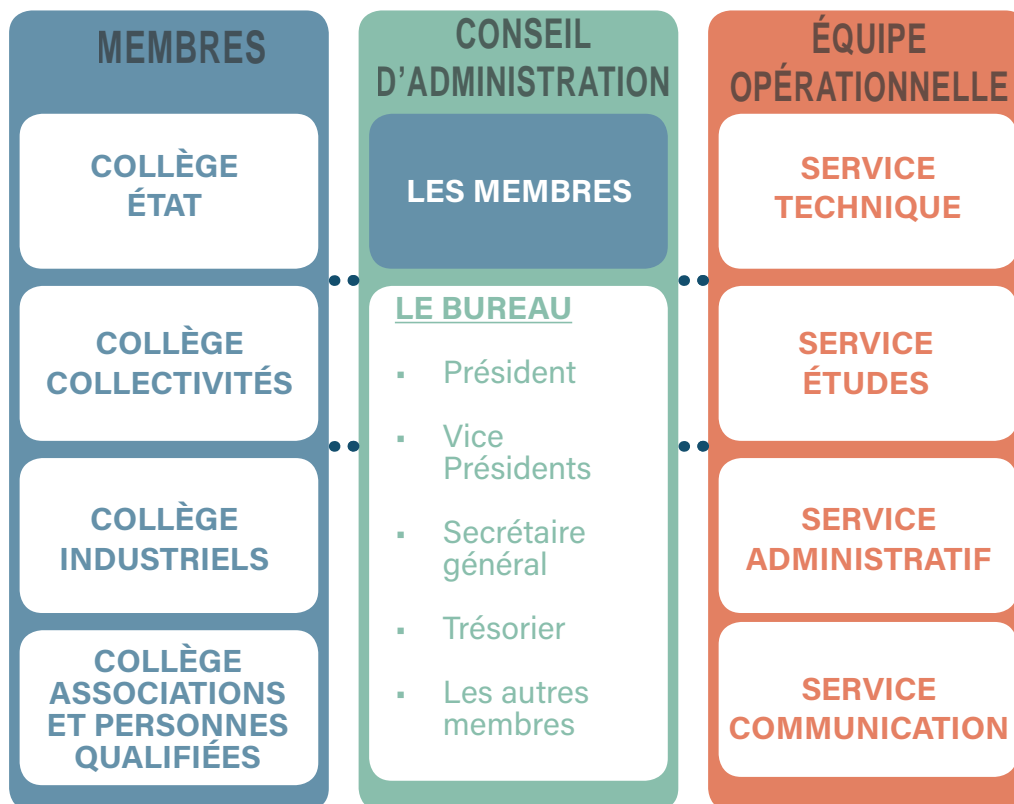 MEMBRES
COLLÈGE
ÉTAT
COLLÈGE
COLLECTIVITÉS
COLLÈGE
INDUSTRIELS
COLLÈGE
ASSOCIATIONS
ET PERSONNES
QUALIFIÉES
CONSEIL
D'ADMINISTRATION
LES MEMBRES
LE BUREAU
▪ Président
▪ Vice
Présidents
▪ Secrétaire
général
▪ Trésorier
▪ Les autres
membres
ÉQUIPE
OPÉRATIONNELLE
SERVICE
TECHNIQUE
SERVICE
ÉTUDES
SERVICE
ADMINISTRATIF
SERVICE
COMMUNICATION